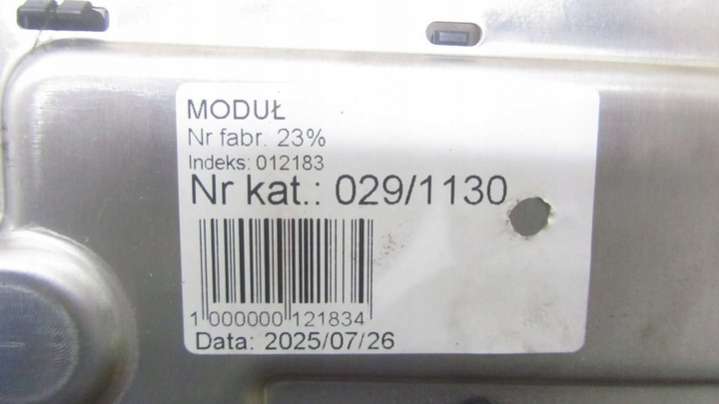 MODUŁ
Nr fabr. 23%
Indeks: 012183
Nr kat.: 029/1130
1 000000 121834
Data: 2025/07/26